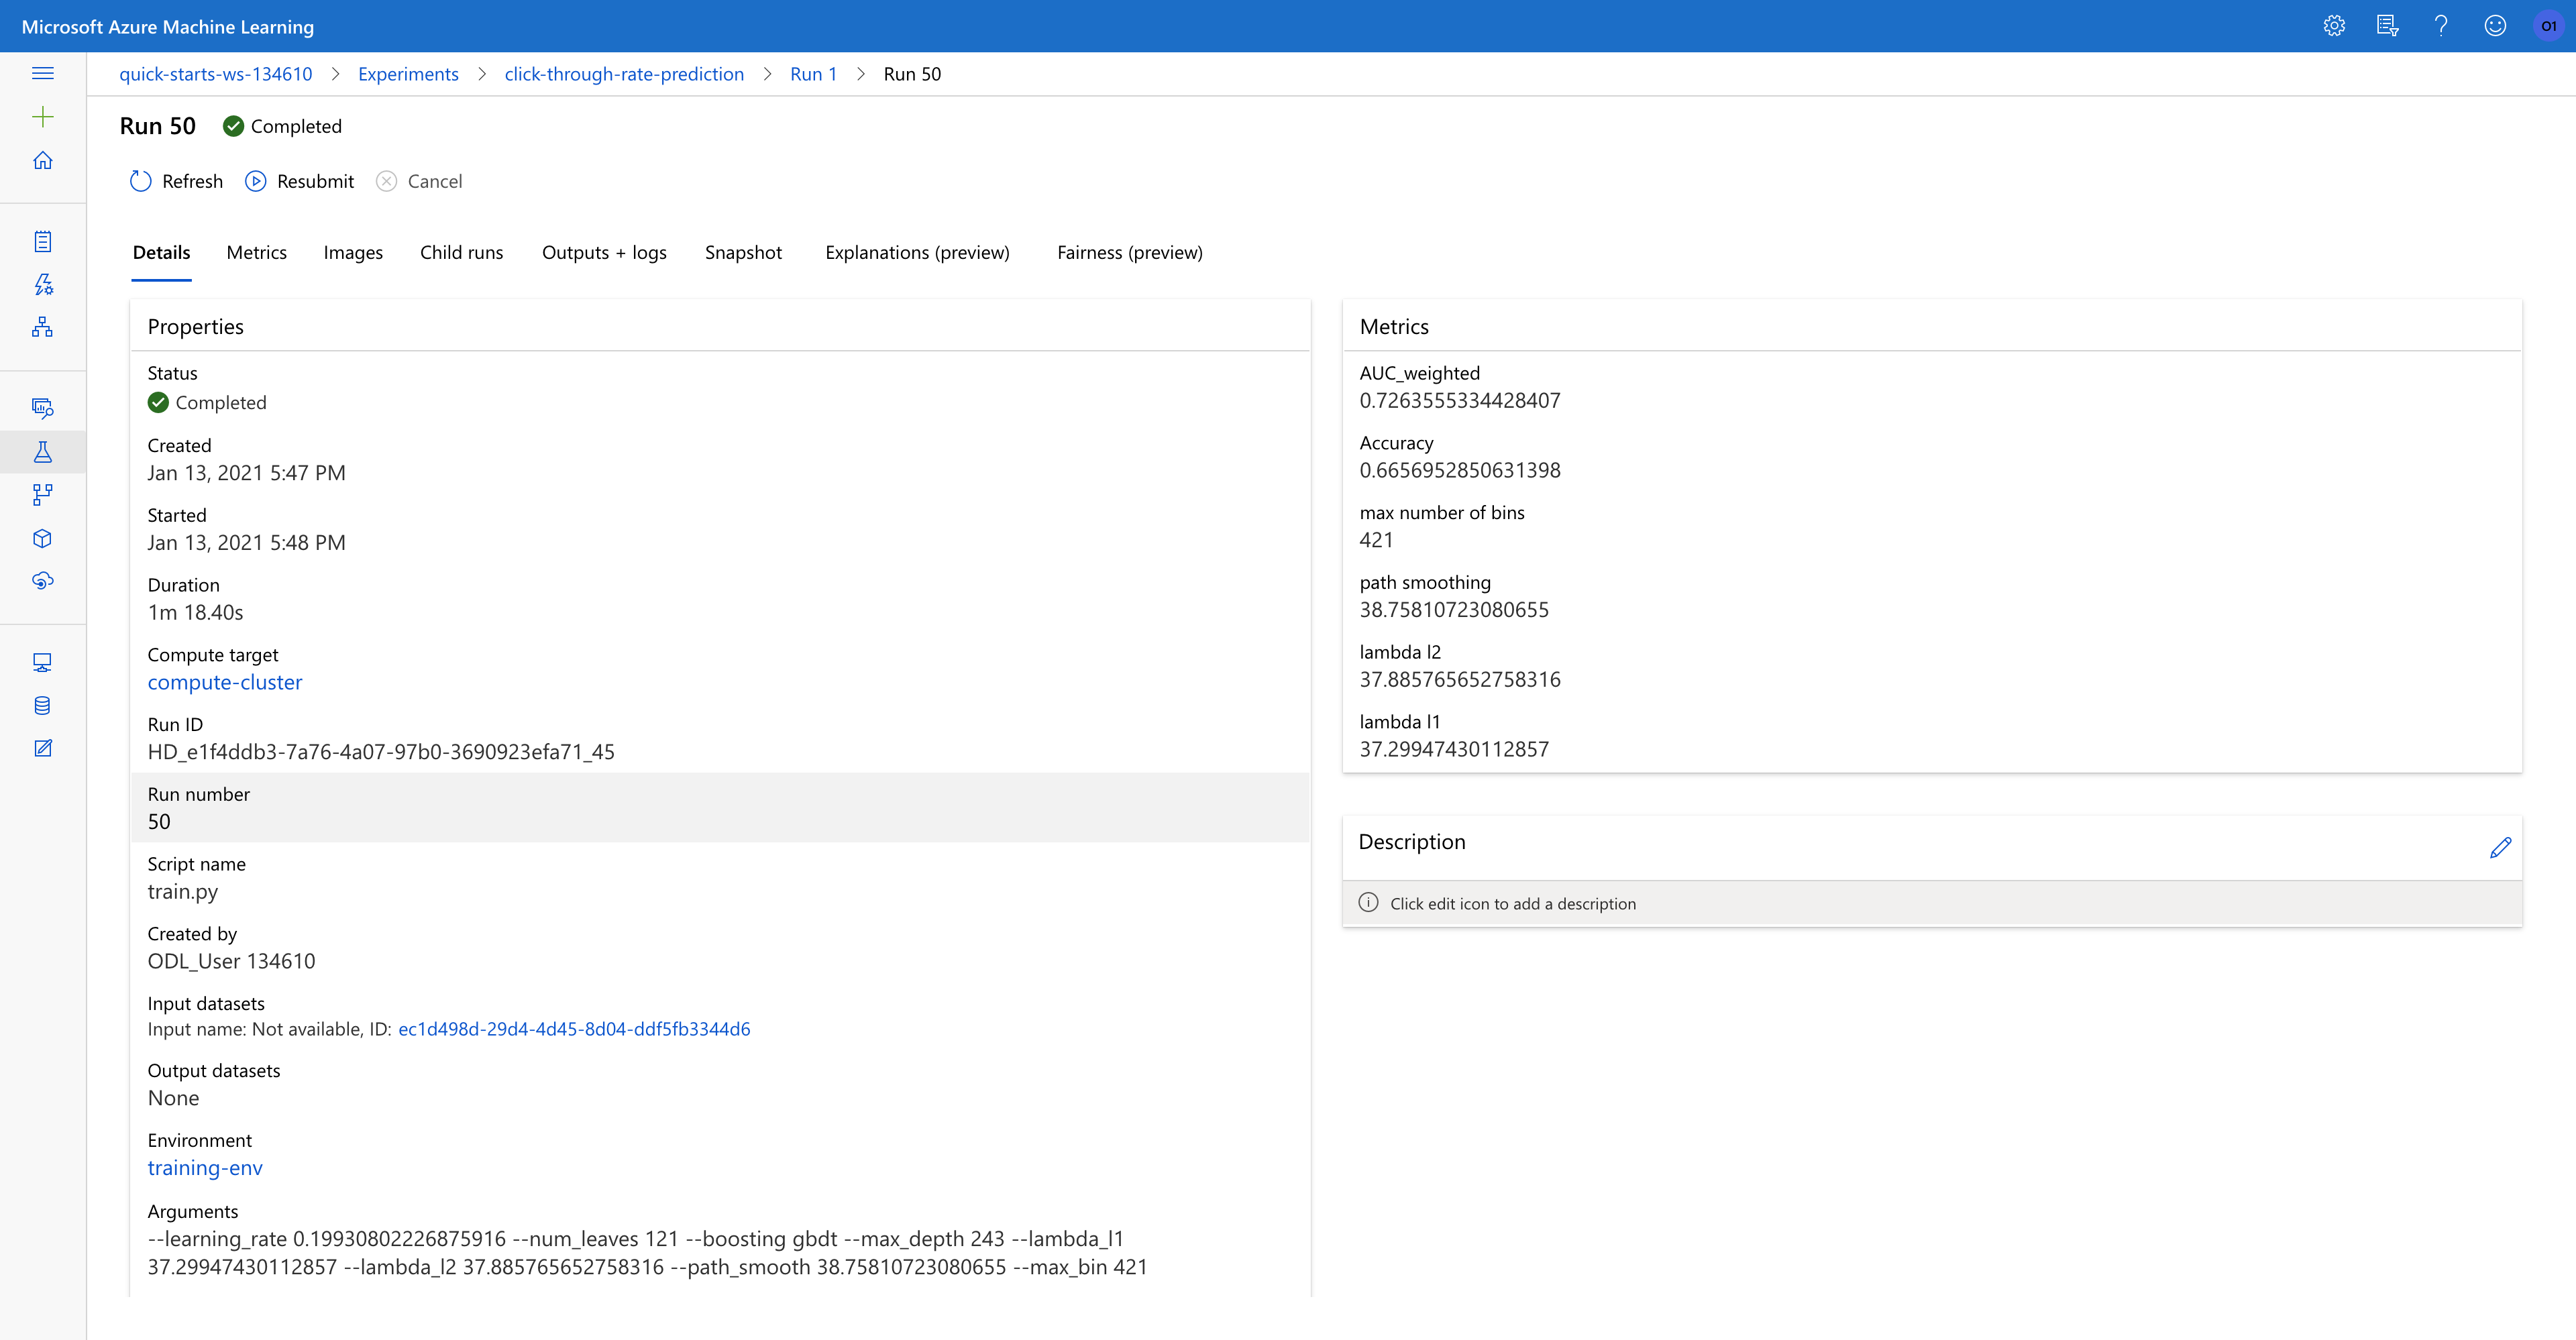 Microsoft Azure Machine Learning
O1
quick-starts-ws-134610 > Experiments > click-through-rate-prediction > Run 1 > Run 50
Run 50 Completed
Refresh Resubmit Cancel
Details Metrics Images Child runs Outputs + logs Snapshot Explanations (preview) Fairness (preview)
Properties
Status
Completed
Created
Jan 13, 2021 5:47 PM
Started
Jan 13, 2021 5:48 PM
Duration
1m 18.40s
Compute target
compute-cluster
Run ID
HD_e1f4ddb3-7a76-4a07-97b0-3690923efa71_45
Run number
50
Script name
train.py
Created by
ODL_User 134610
Input datasets
Input name: Not available, ID: ec1d498d-29d4-4d45-8d04-ddf5fb3344d6
Output datasets
None
Environment
training-env
Arguments
--learning_rate 0.19930802226875916 --num_leaves 121 --boosting gbdt --max_depth 243 --lambda_l1
37.29947430112857 --lambda_l2 37.885765652758316 --path_smooth 38.75810723080655 --max_bin 421
Metrics
AUC_weighted
0.7263555334428407
Accuracy
0.6656952850631398
max number of bins
421
path smoothing
38.75810723080655
lambda l2
37.885765652758316
lambda l1
37.29947430112857
Description
Click edit icon to add a description